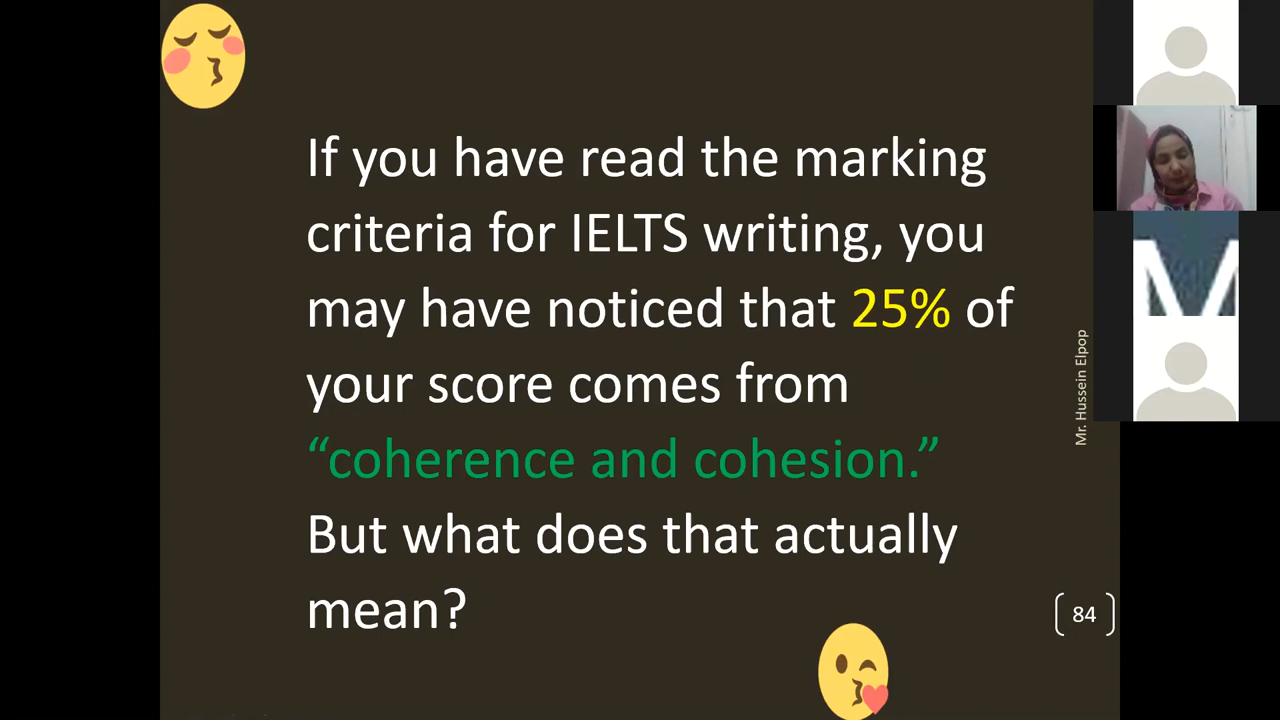 If you have read the marking
criteria for IELTS writing, you
may have noticed that 25% of
your score comes from
“coherence and cohesion.”
But what does that actually
mean?
Mr. Hussein Elpop
84
M